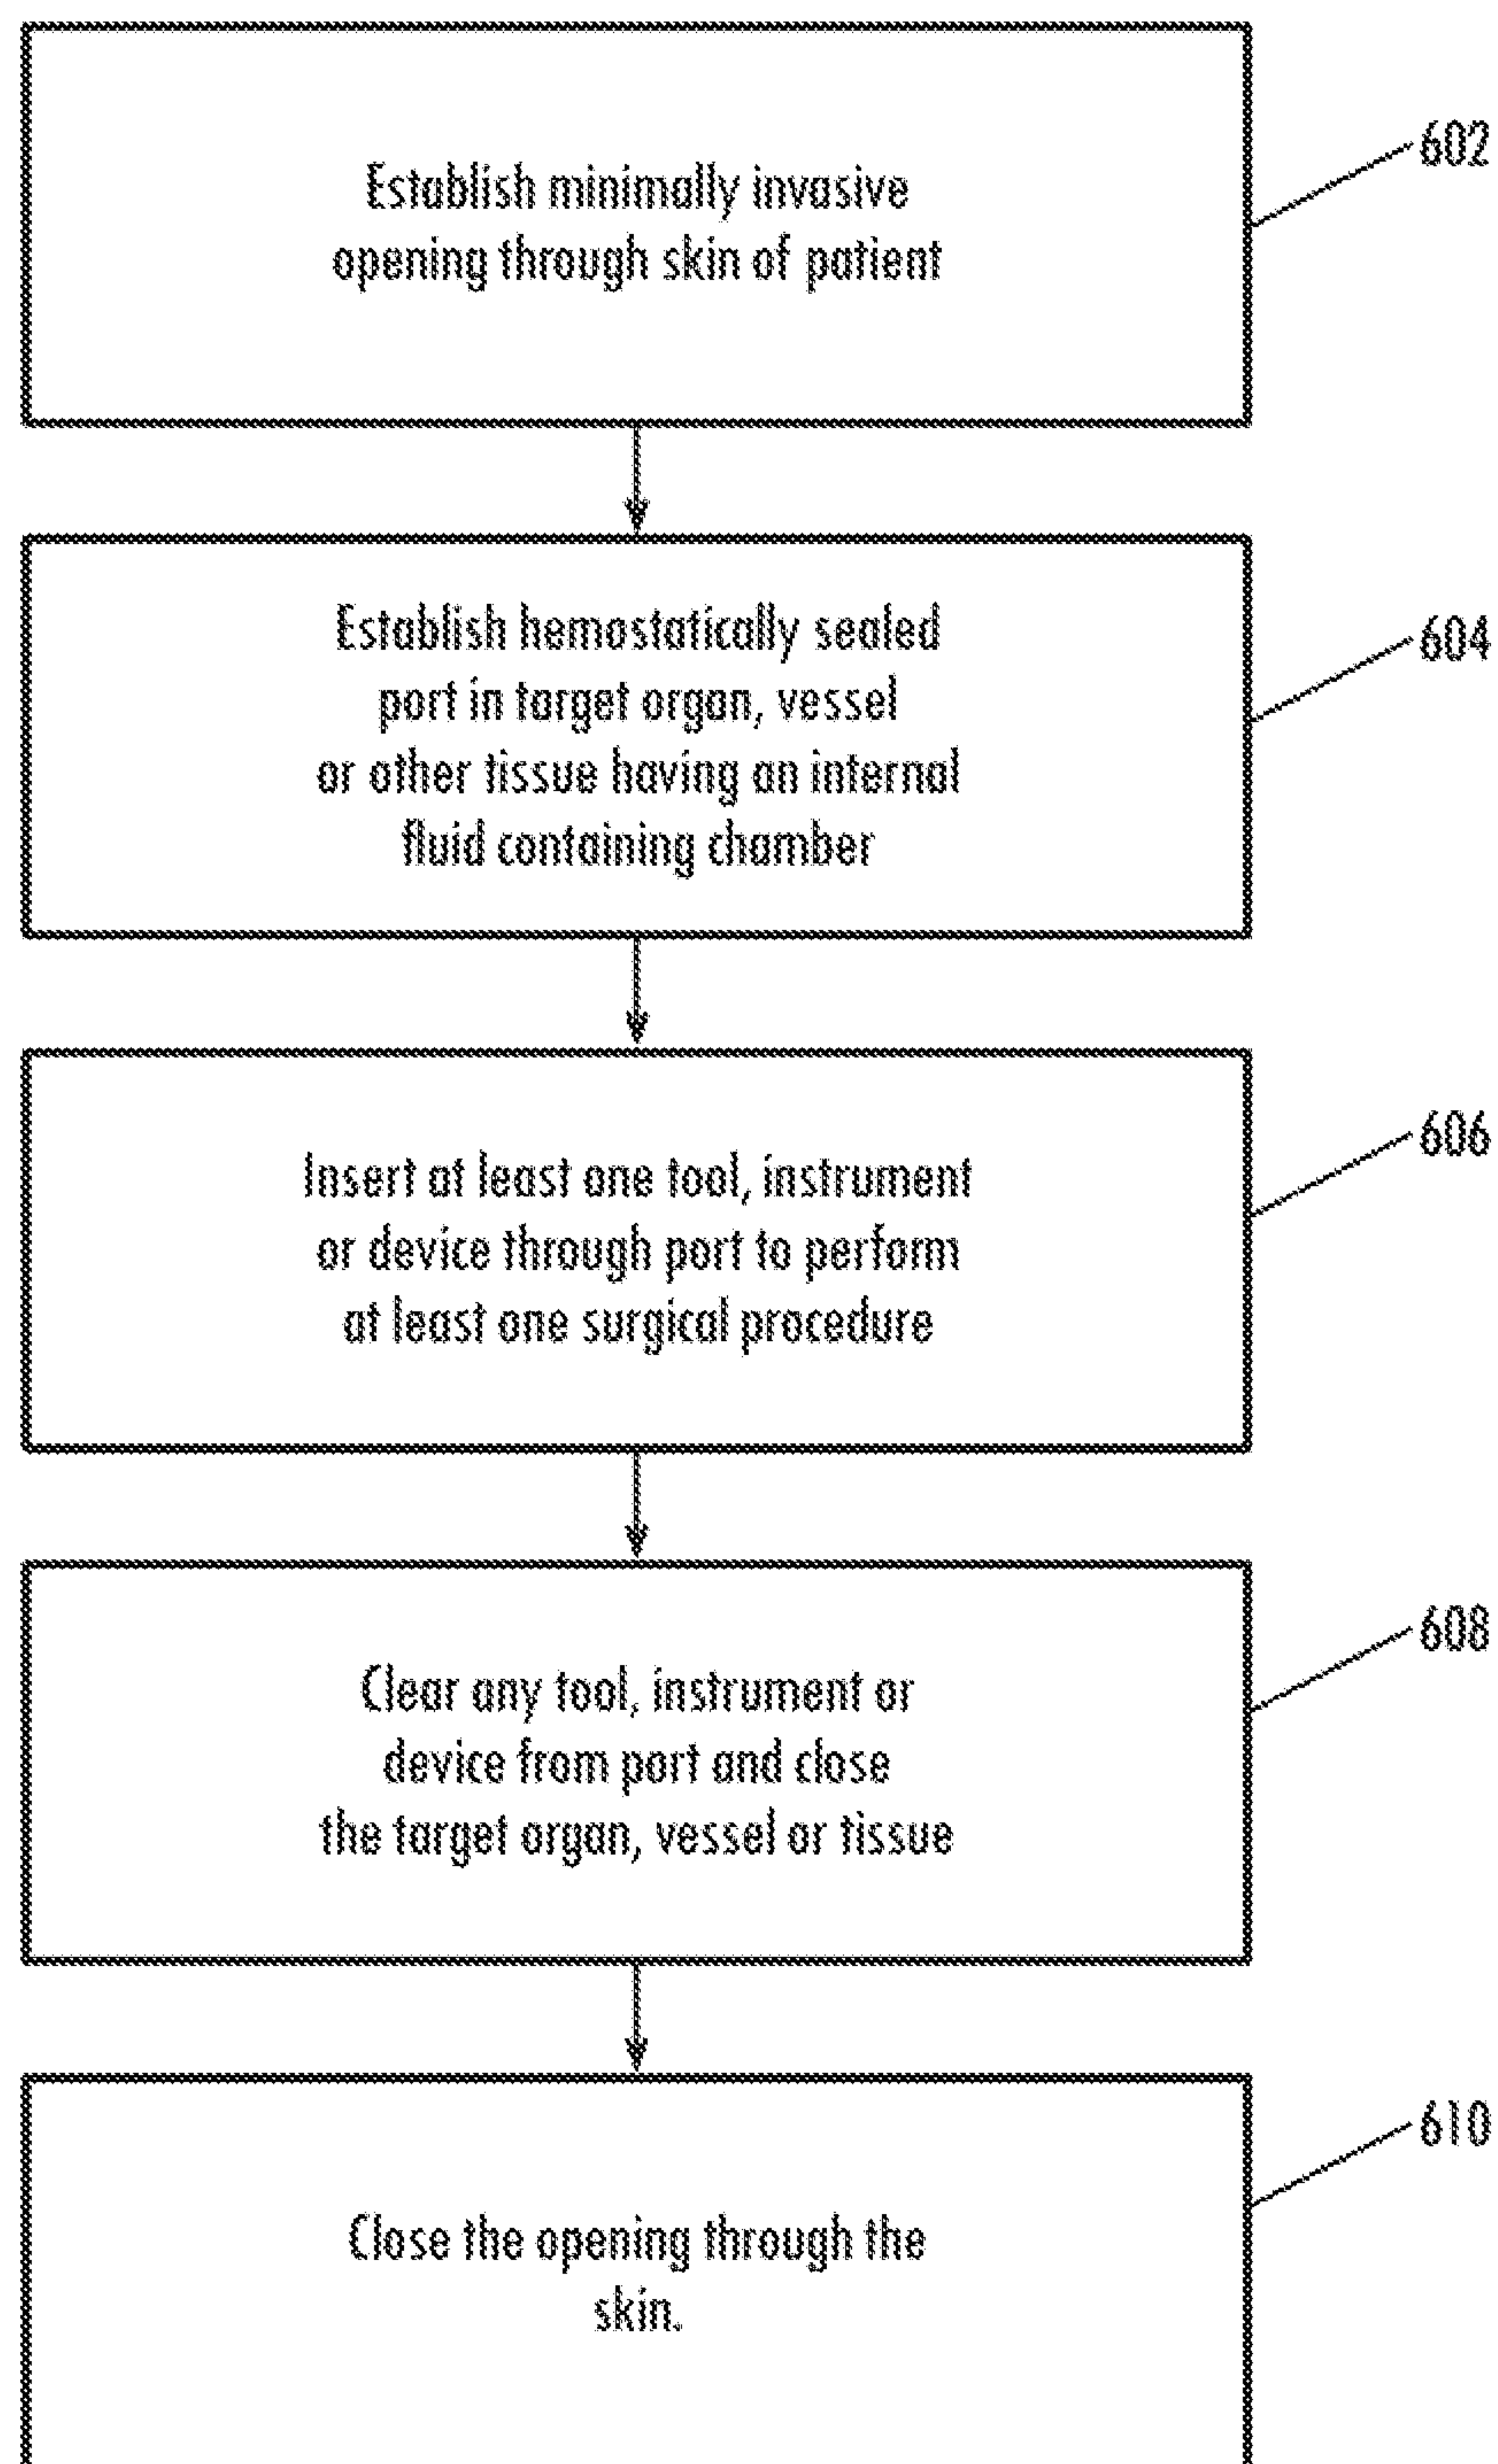 Establish minimally invasive
opening through skin of patient
602
Establish hemostatically sealed
port in target organ, vessel
or other tissue having an internal
fluid containing chamber
604
Insert at least one tool, instrument
or device through port to perform
at least one surgical procedure
606
Clear any tool, instrument or
device from port and close
the target organ, vessel or tissue
608
Close the opening through the
skin.
610